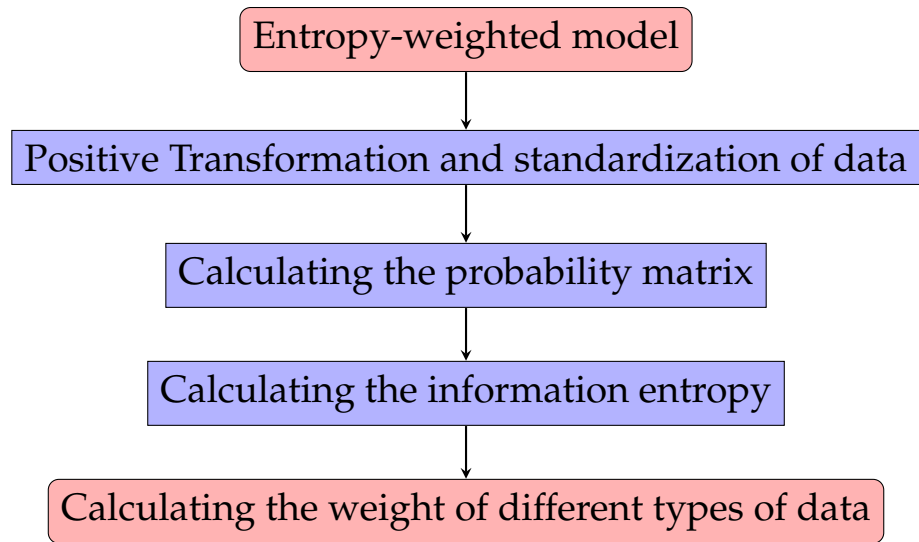 Entropy-weighted model
Positive Transformation and standardization of data
Calculating the probability matrix
Calculating the information entropy
Calculating the weight of different types of data